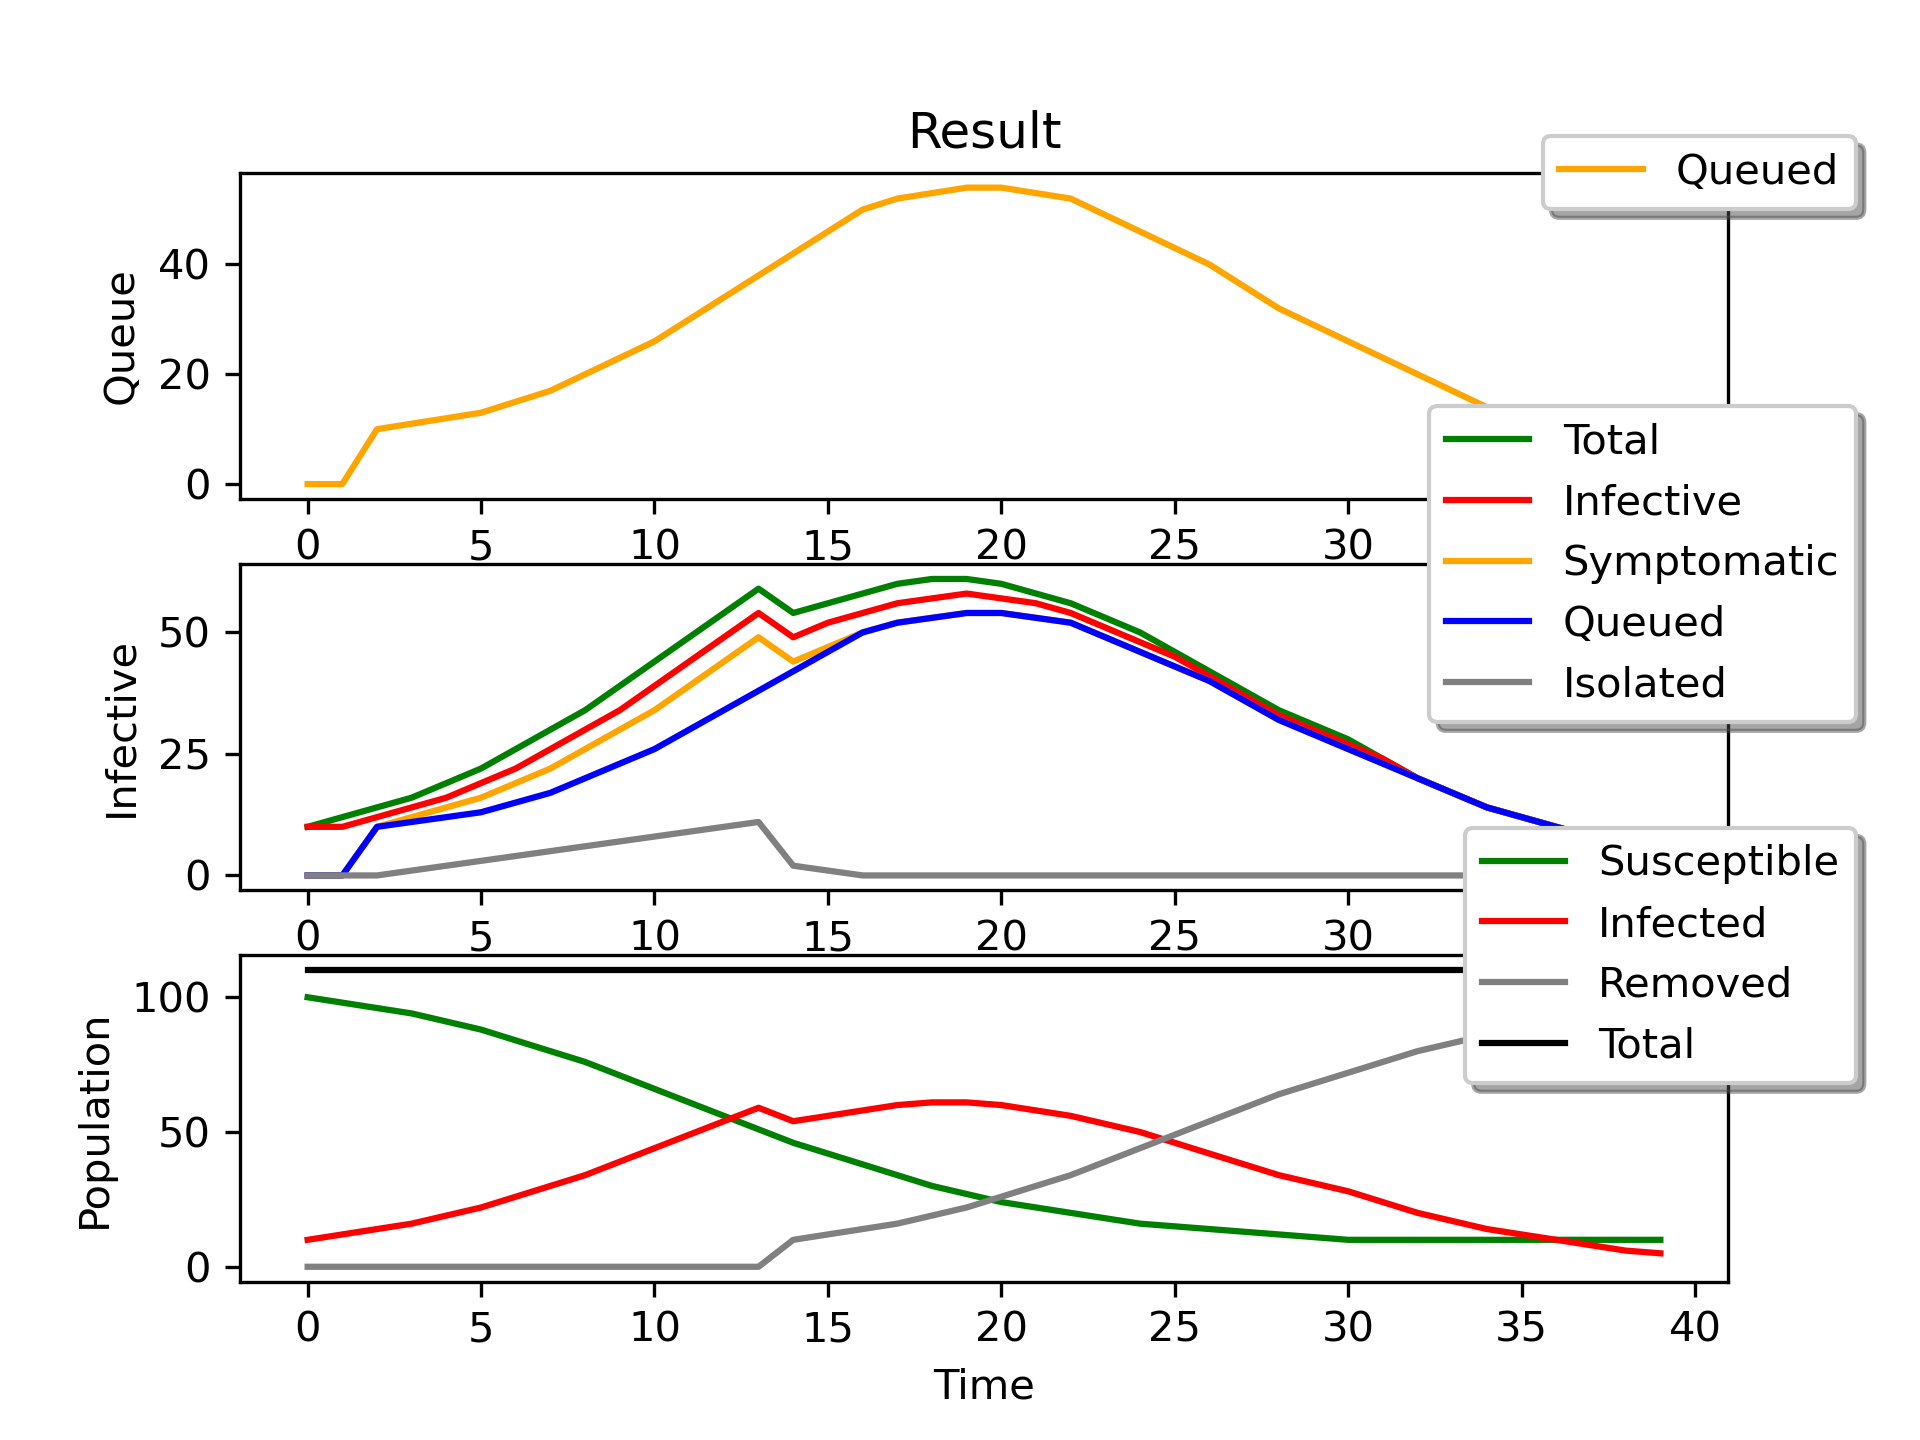 Result
Queued
Queue
40
20
0
0 5 10 15 20 25 30
Total
Infective
Symptomatic
Queued
Isolated
Infective
50
25
0
0 5 10 15 20 25 30
Susceptible
Infected
Removed
Total
Population
100
50
0
0 5 10 15 20 25 30 35 40
Time